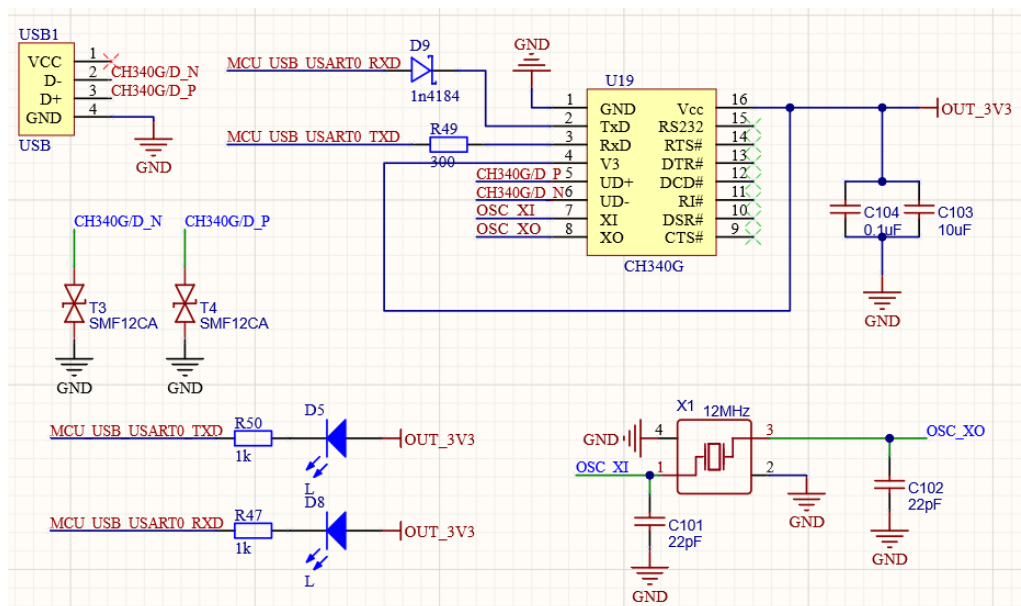 USB1
VCC 1
D- 2 CH340G/D_N
D+ 3 CH340G/D_P
GND 4
USB
GND
MCU_USB_USART0_RXD
D9
1n4184
MCU_USB_USART0_TXD
R49
300
GND
U19
1 GND Vcc 16
2 TxD RS232 15
3 RxD RTS# 14
4 V3 DTR# 13
CH340G/D_P 5 UD+ DCD# 12
CH340G/D_N 6 UD- RI# 11
OSC_XI 7 XI DSR# 10
OSC_XO 8 XO CTS# 9
CH340G
OUT_3V3
C104
0.1uF
C103
10uF
GND
CH340G/D_N
CH340G/D_P
T3
SMF12CA
T4
SMF12CA
GND
GND
MCU_USB_USART0_TXD
R50
1k
D5
L
OUT_3V3
MCU_USB_USART0_RXD
R47
1k
D8
L
OUT_3V3
X1
12MHz
GND
4
3
OSC_XO
OSC_XI
1
2
GND
C101
22pF
GND
C102
22pF
GND